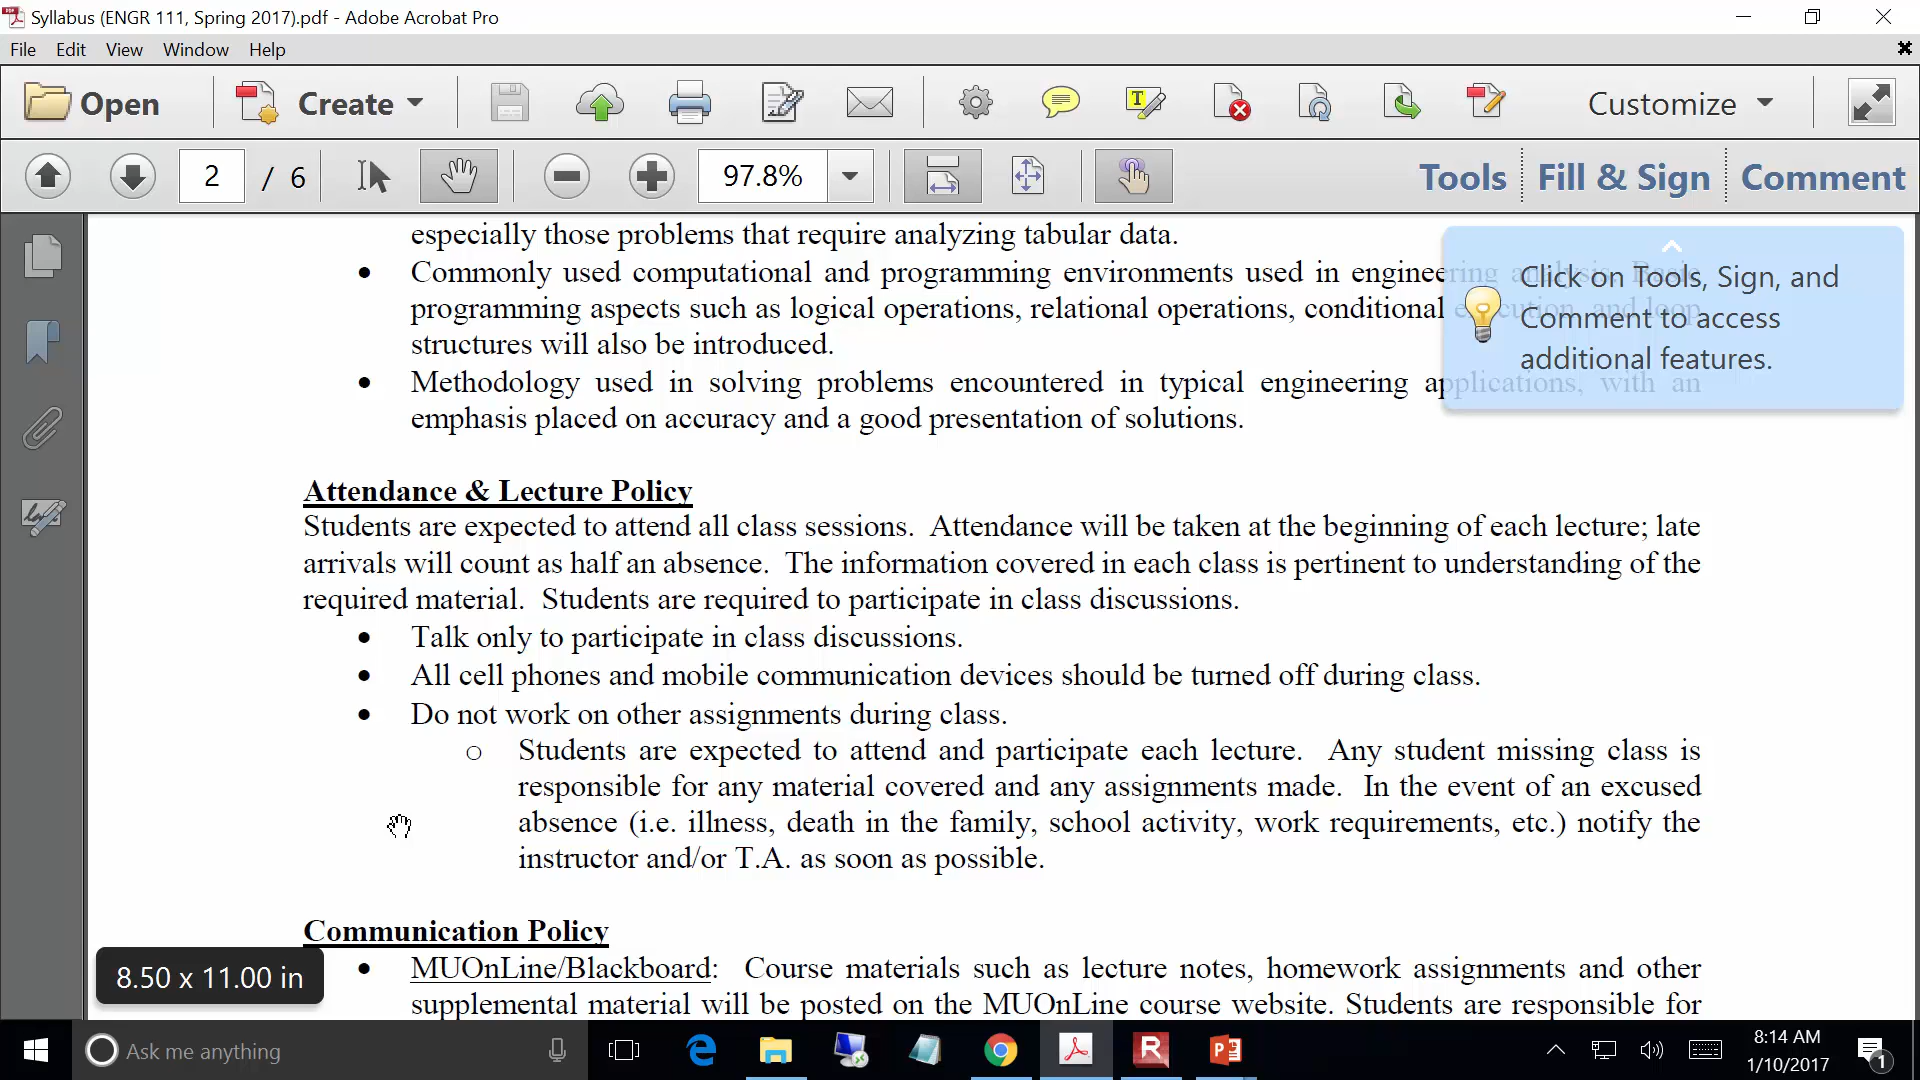 Syllabus (ENGR 111, Spring 2017).pdf - Adobe Acrobat Pro
File Edit View Window Help
Open Create Customize
2 / 6 97.8% Tools Fill & Sign Comment
especially those problems that require analyzing tabular data.
• Commonly used computational and programming environments used in engineering analysis. Basic
programming aspects such as logical operations, relational operations, conditional execution, and loop
structures will also be introduced.
• Methodology used in solving problems encountered in typical engineering applications, with an
emphasis placed on accuracy and a good presentation of solutions.
Click on Tools, Sign, and
Comment to access
additional features.
Attendance & Lecture Policy
Students are expected to attend all class sessions. Attendance will be taken at the beginning of each lecture; late
arrivals will count as half an absence. The information covered in each class is pertinent to understanding of the
required material. Students are required to participate in class discussions.
• Talk only to participate in class discussions.
• All cell phones and mobile communication devices should be turned off during class.
• Do not work on other assignments during class.
o Students are expected to attend and participate each lecture. Any student missing class is
responsible for any material covered and any assignments made. In the event of an excused
absence (i.e. illness, death in the family, school activity, work requirements, etc.) notify the
instructor and/or T.A. as soon as possible.
Communication Policy
• MUOnLine/Blackboard: Course materials such as lecture notes, homework assignments and other
supplemental material will be posted on the MUOnLine course website. Students are responsible for
8.50 x 11.00 in
Ask me anything
8:14 AM
1/10/2017
1